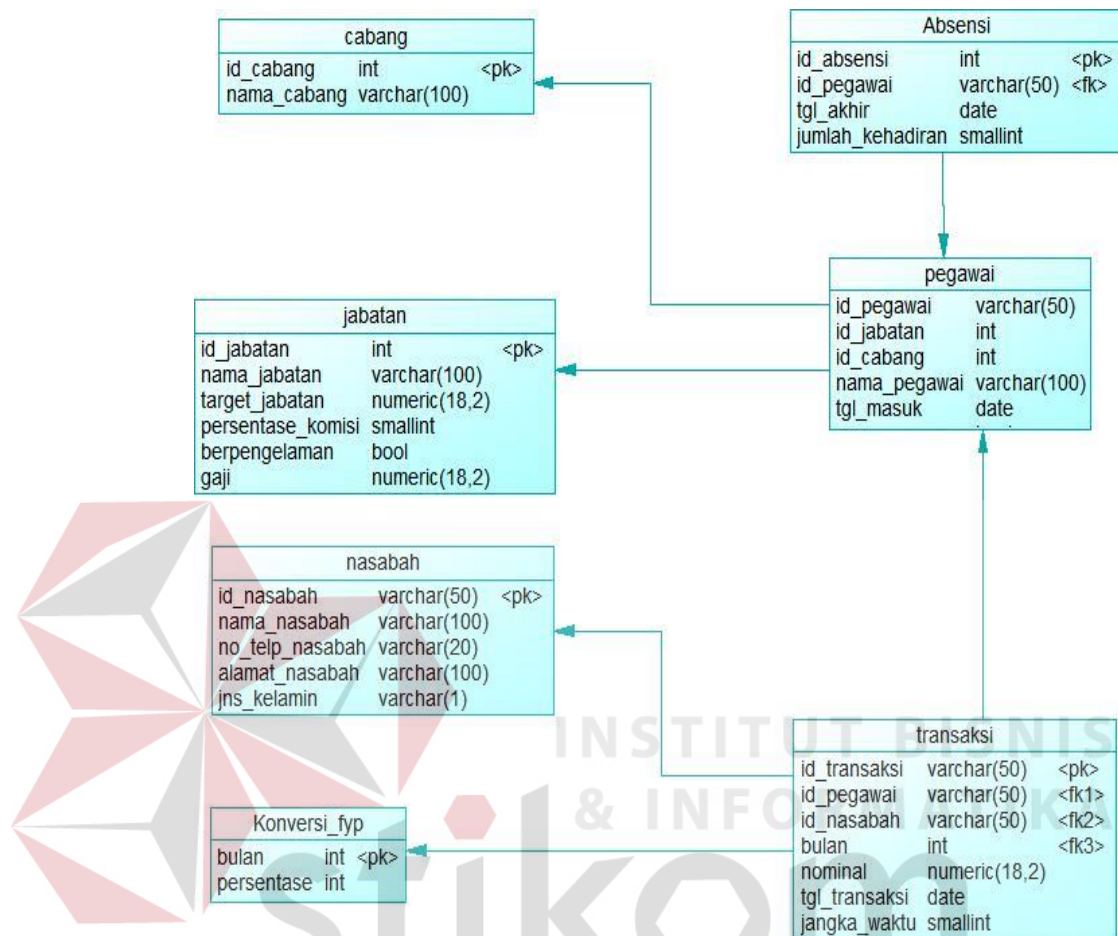 cabang
id_cabang int <pk>
nama_cabang varchar(100)
Absensi
id_absensi int <pk>
id_pegawai varchar(50) <fk>
tgl_akhir date
jumlah_kehadiran smallint
pegawai
id_pegawai varchar(50)
id_jabatan int
id_cabang int
nama_pegawai varchar(100)
tgl_masuk date
jabatan
id_jabatan int <pk>
nama_jabatan varchar(100)
target_jabatan numeric(18,2)
persentase_komisi smallint
berpengelaman bool
gaji numeric(18,2)
nasabah
id_nasabah varchar(50) <pk>
nama_nasabah varchar(100)
no_telp_nasabah varchar(20)
alamat_nasabah varchar(100)
jns_kelamin varchar(1)
transaksi
id_transaksi varchar(50) <pk>
id_pegawai varchar(50) <fk1>
id_nasabah varchar(50) <fk2>
bulan int <fk3>
nominal numeric(18,2)
tgl_transaksi date
jangka_waktu smallint
Konversi_fyp
bulan int <pk>
persentase int
INSTITUT BISNIS
& INFORMATIKA
stikom